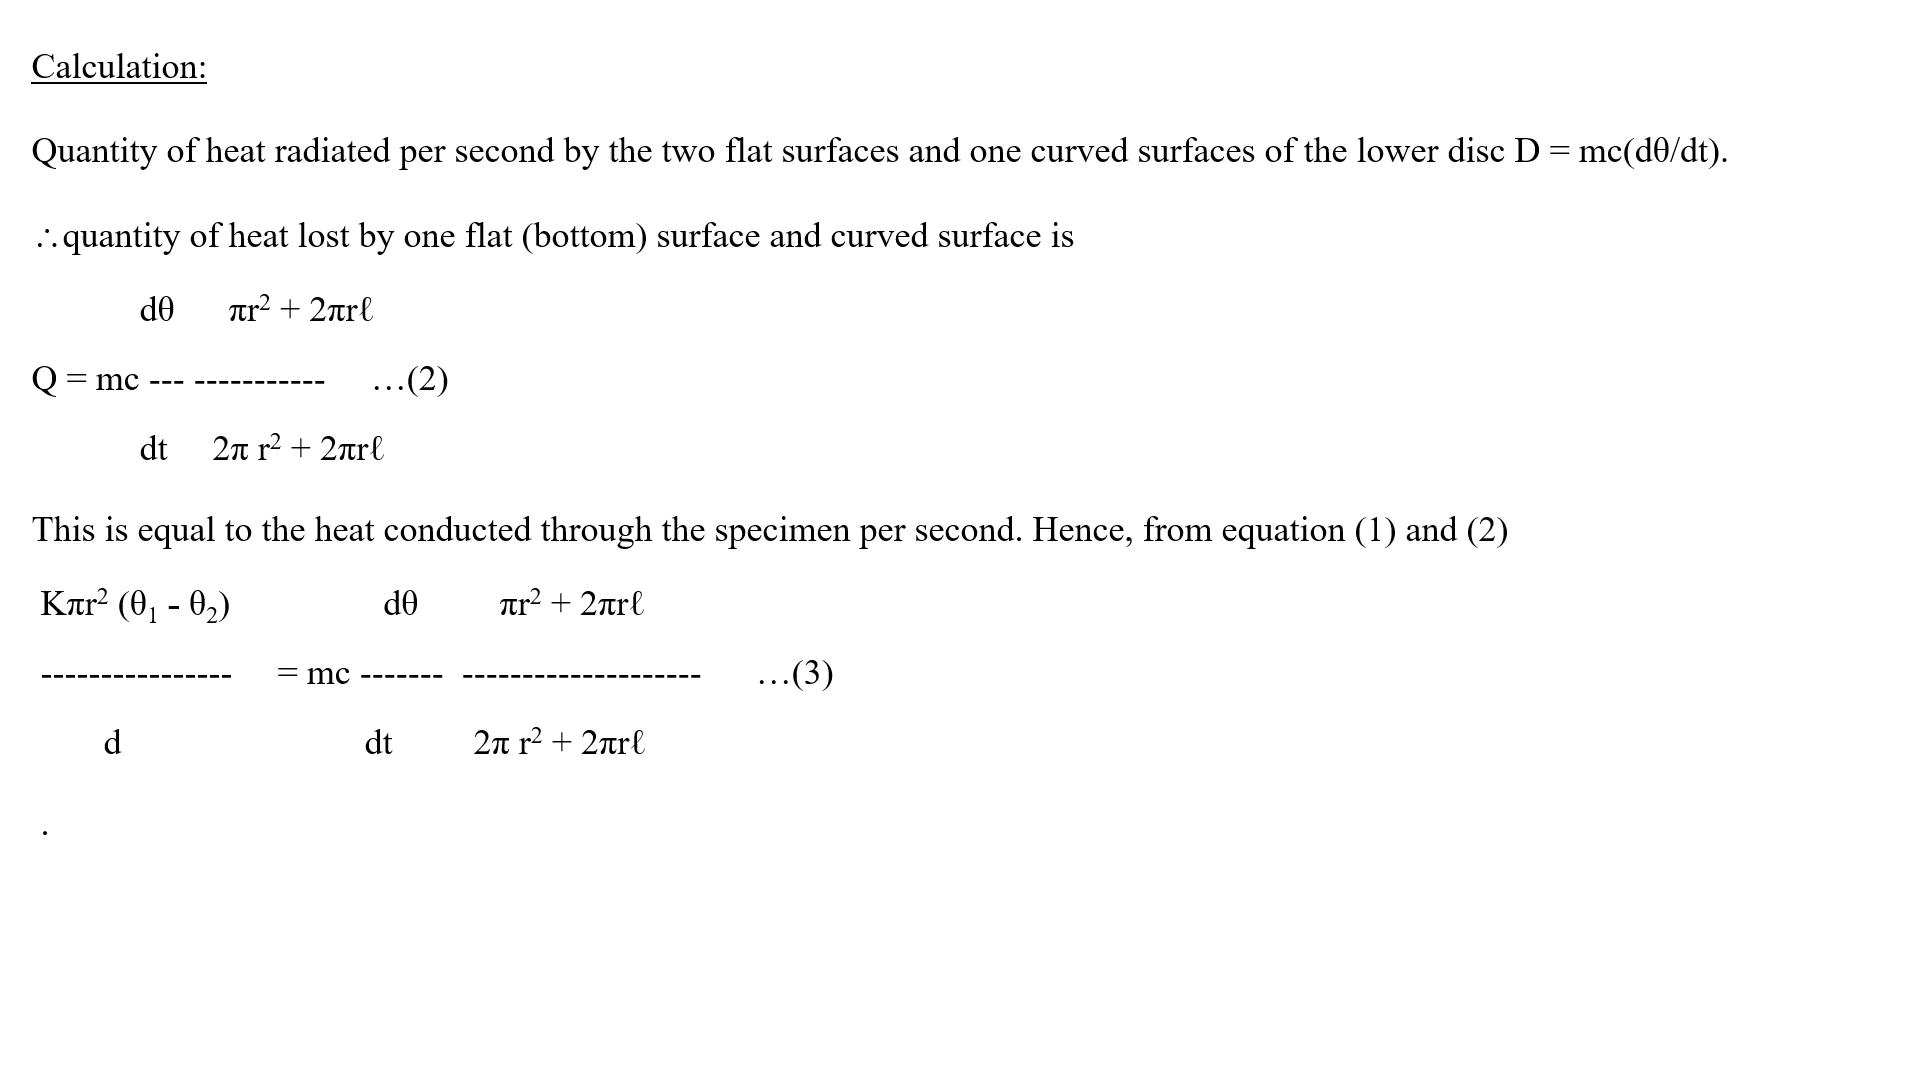 Calculation:
Quantity of heat radiated per second by the two flat surfaces and one curved surfaces of the lower disc D = mc(dθ/dt).
∴quantity of heat lost by one flat (bottom) surface and curved surface is
dθ πr² + 2πrℓ
Q = mc --- ----------- …(2)
dt 2π r² + 2πrℓ
This is equal to the heat conducted through the specimen per second. Hence, from equation (1) and (2)
Kπr² (θ₁ - θ₂) dθ πr² + 2πrℓ
---------------- = mc ------- -------------------- …(3)
d dt 2π r² + 2πrℓ
.